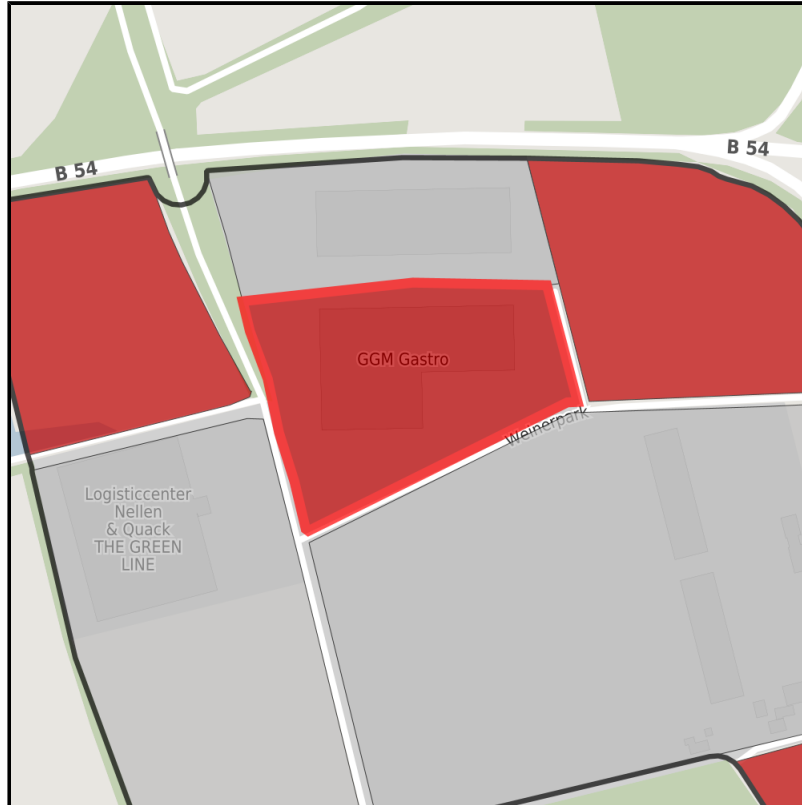 B 54
B 54
GGM Gastro
Weinerpark
Logisticcenter
Nellen
& Quack
THE GREEN
LINE